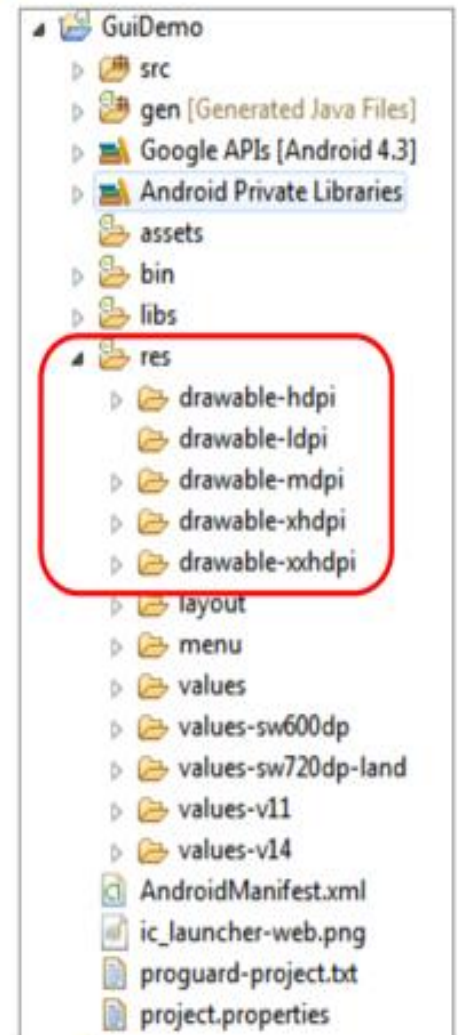 GuiDemo
src
gen [Generated Java Files]
Google APIs [Android 4.3]
Android Private Libraries
assets
bin
libs
res
drawable-hdpi
drawable-ldpi
drawable-mdpi
drawable-xhdpi
drawable-xxhdpi
layout
menu
values
values-sw600dp
values-sw720dp-land
values-v11
values-v14
AndroidManifest.xml
ic_launcher-web.png
proguard-project.txt
project.properties